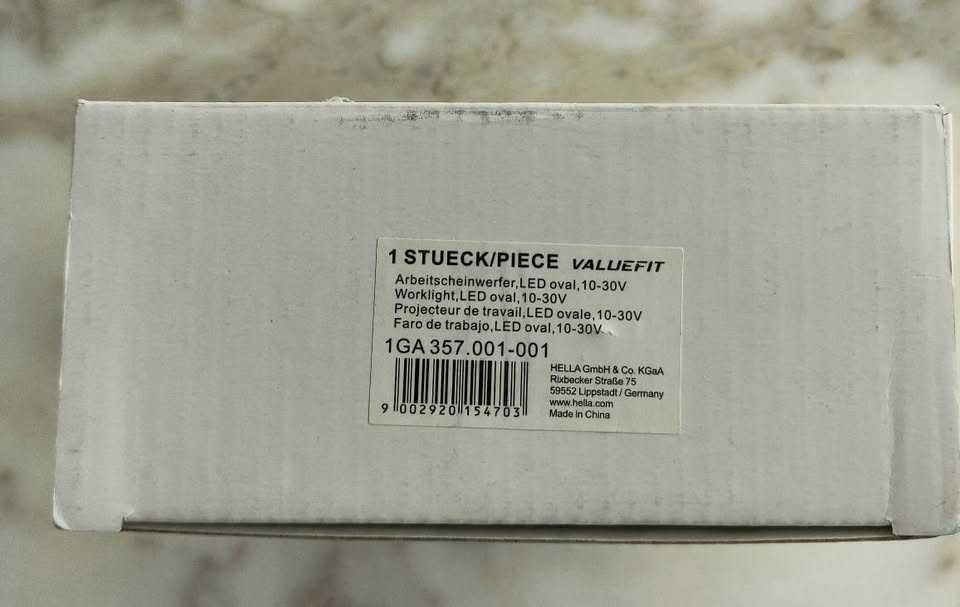 1 STUECK/PIECE VALUEFIT
Arbeitscheinwerfer,LED oval,10-30V
Worklight,LED oval,10-30V
Projecteur de travail,LED ovale,10-30V
Faro de trabajo,LED oval,10-30V
1GA 357.001-001
HELLA GmbH & Co. KGaA
Rixbecker Straße 75
59552 Lippstadt / Germany
www.hella.com
Made in China
9 002920 154703